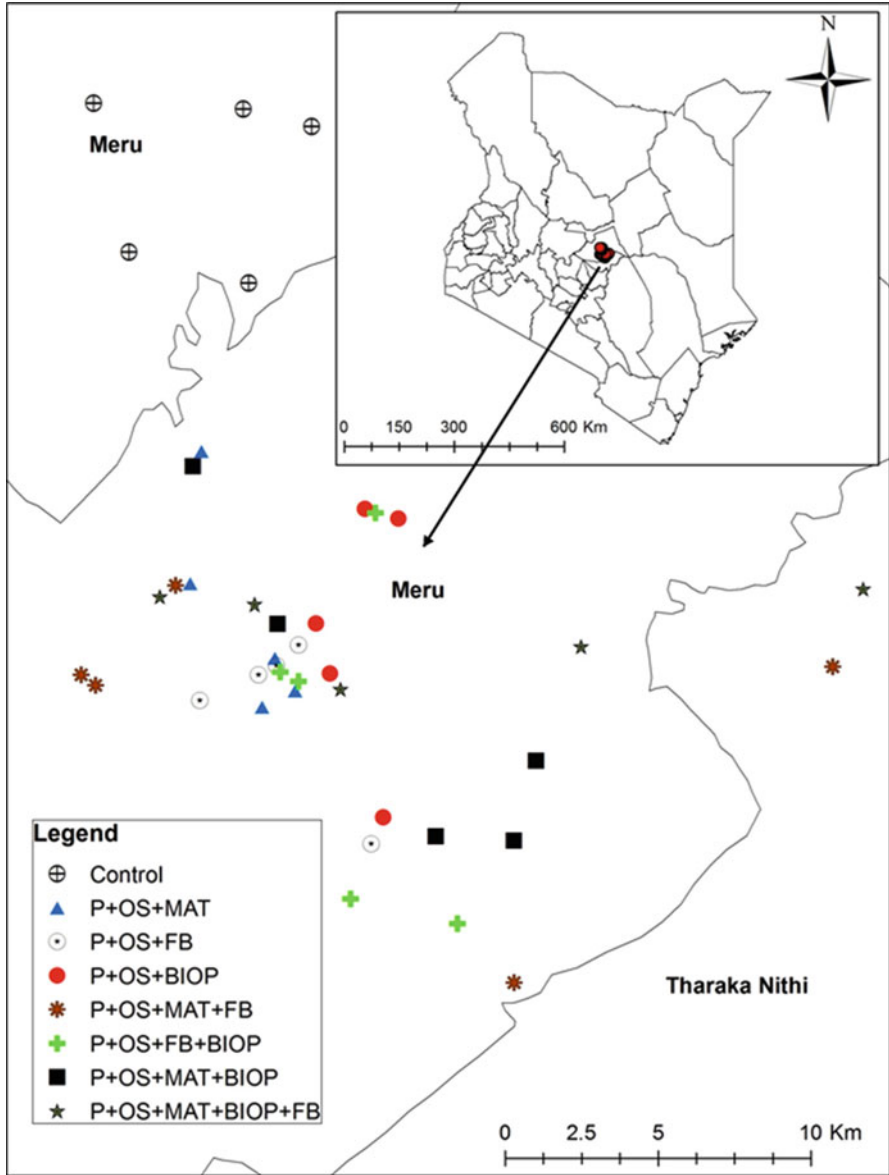 N
Meru
0 150 300 600 Km
Meru
Tharaka Nithi
Legend
Control
P+OS+MAT
P+OS+FB
P+OS+BIOP
P+OS+MAT+FB
P+OS+FB+BIOP
P+OS+MAT+BIOP
P+OS+MAT+BIOP+FB
0 2.5 5 10 Km